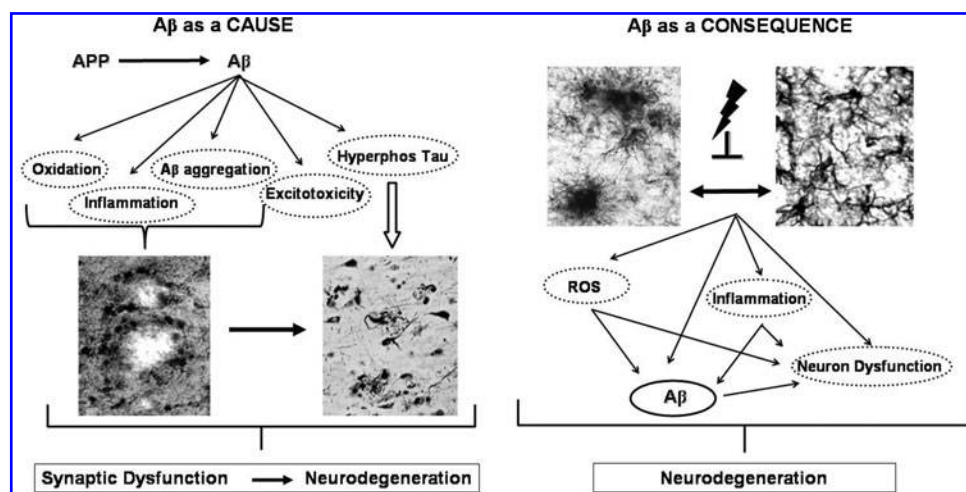 Aβ as a CAUSE
APP
Aβ
Oxidation
Inflammation
Aβ aggregation
Excitotoxicity
Hyperphos Tau
Synaptic Dysfunction
Neurodegeneration
Aβ as a CONSEQUENCE
ROS
Inflammation
Neuron Dysfunction
Aβ
Neurodegeneration